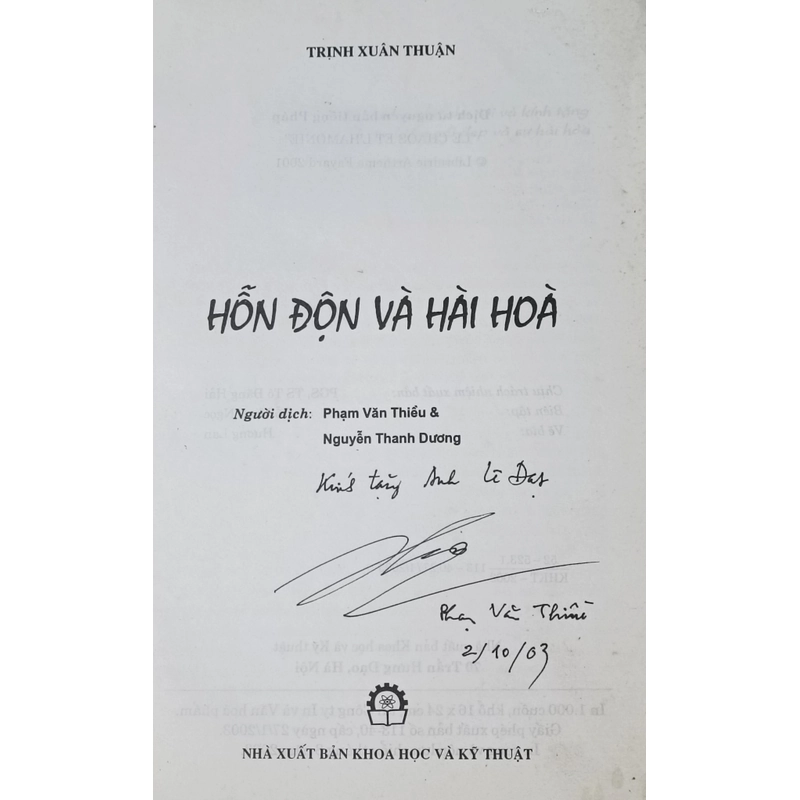 TRỊNH XUÂN THUẬN
HỖN ĐỘN VÀ HÀI HOÀ
Người dịch: Phạm Văn Thiều &
Nguyễn Thanh Dương
Kính tặng Anh Lê Đạt
Phạm Văn Thiều
2/10/03
NHÀ XUẤT BẢN KHOA HỌC VÀ KỸ THUẬT